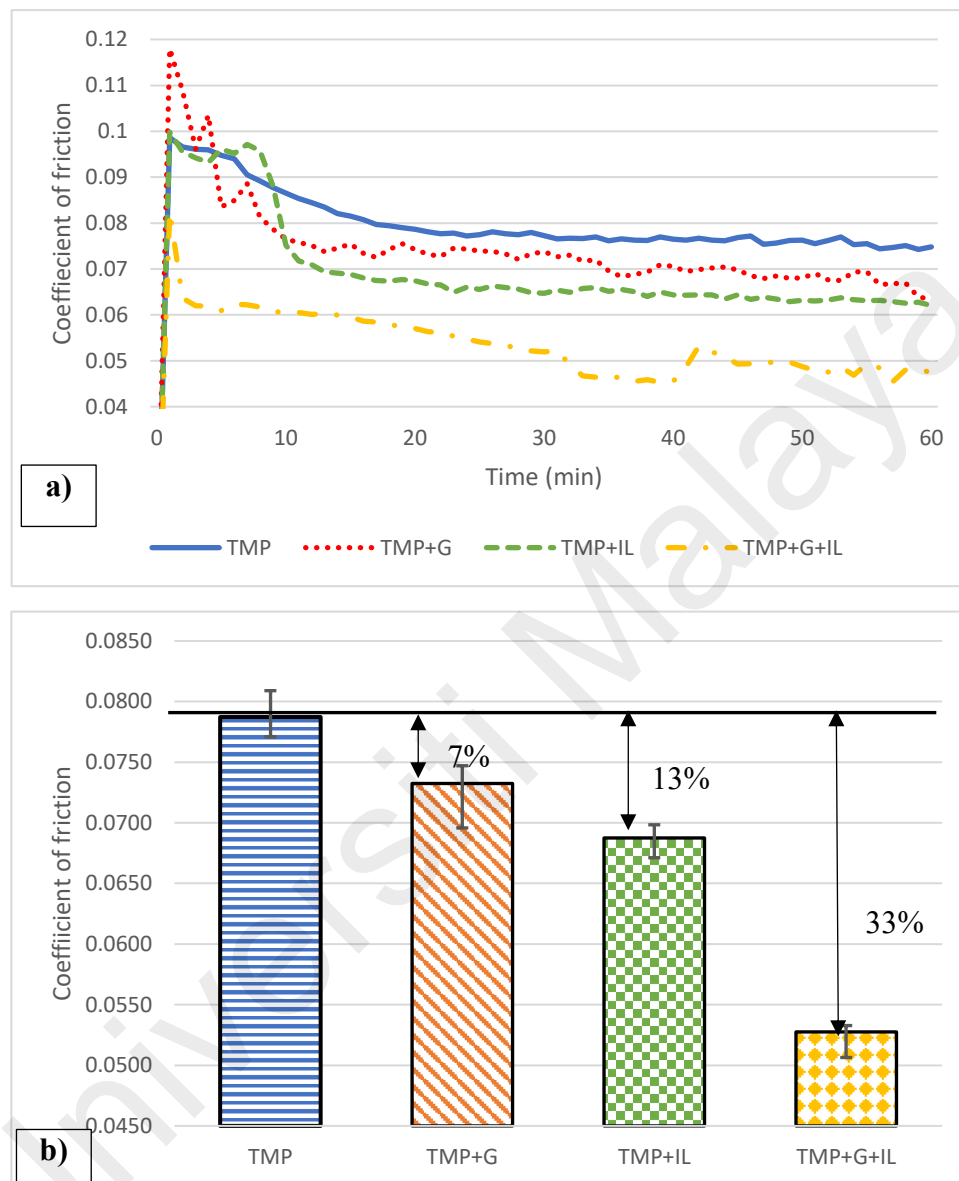 0.12
0.11
0.1
0.09
0.08
0.07
0.06
0.05
0.04
Coeffiecient of friction
0 10 20 30 40 50 60
Time (min)
a)
TMP TMP+G TMP+IL TMP+G+IL
0.0850
0.0800
0.0750
0.0700
0.0650
0.0600
0.0550
0.0500
0.0450
Coeffiicient of friction
7%
13%
33%
TMP TMP+G TMP+IL TMP+G+IL
b)
Universiti Malaya